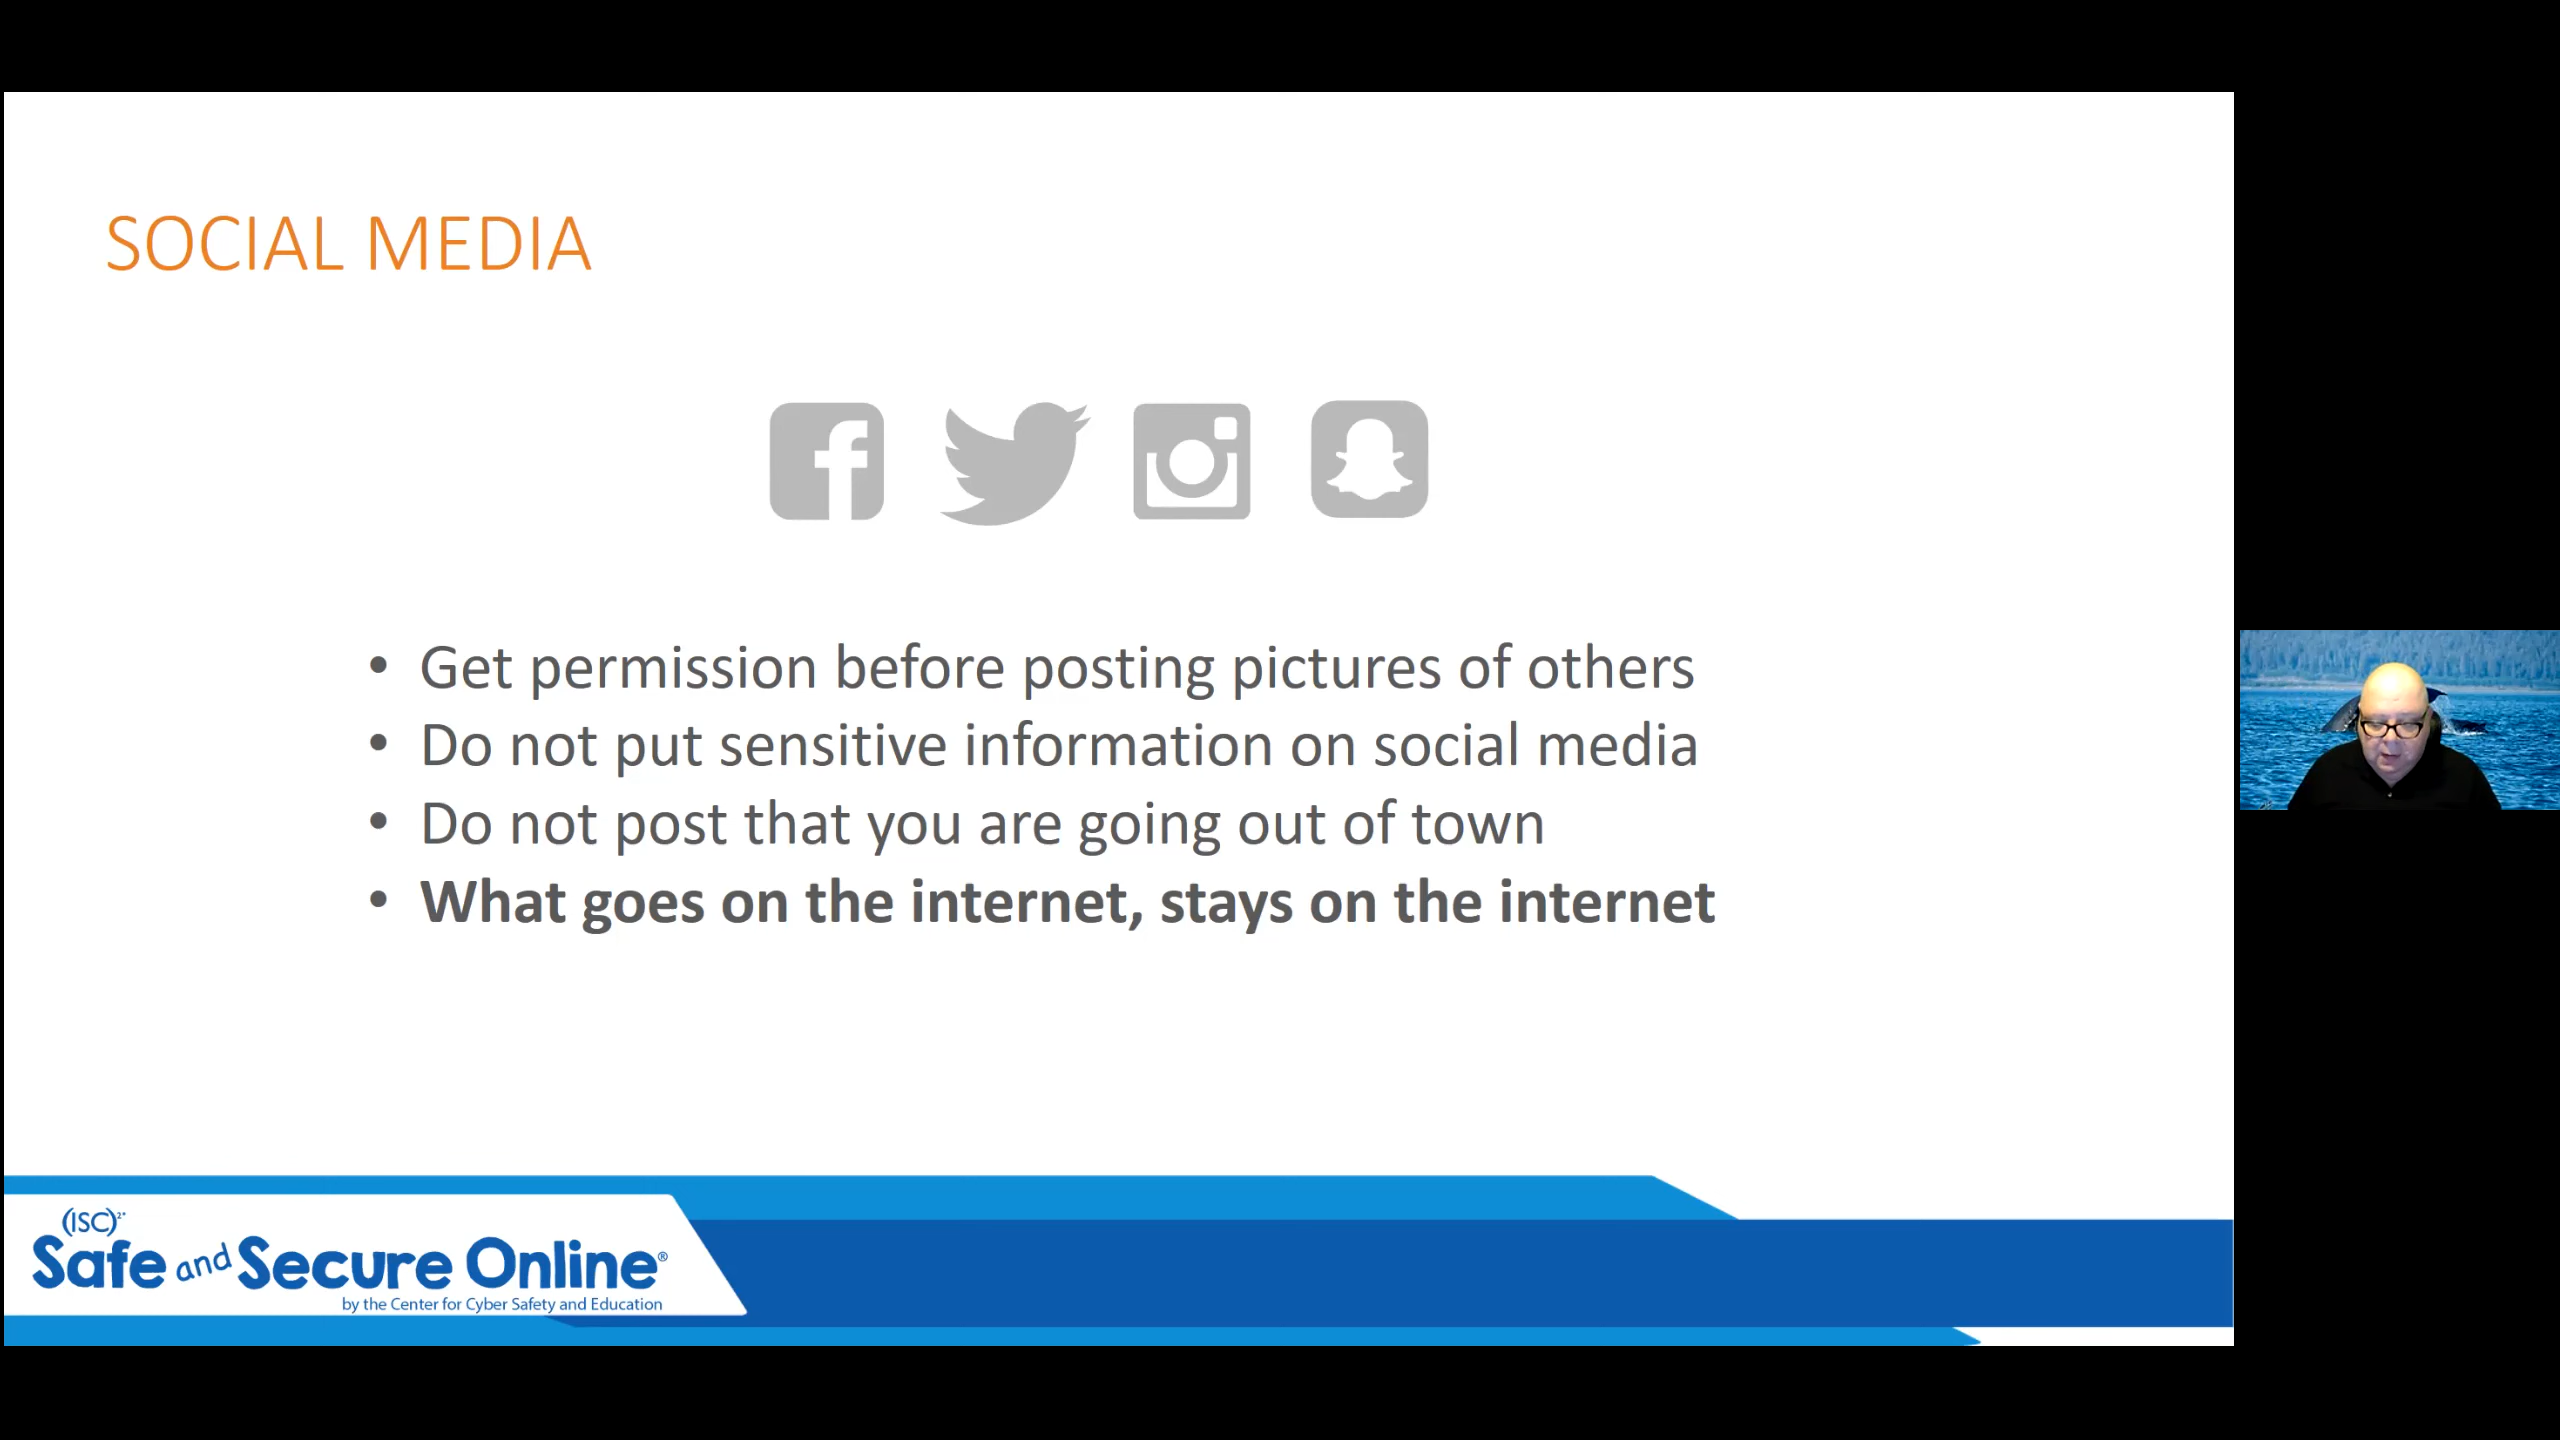 SOCIAL MEDIA
• Get permission before posting pictures of others
• Do not put sensitive information on social media
• Do not post that you are going out of town
• What goes on the internet, stays on the internet
(ISC)²®
Safe and Secure Online®
by the Center for Cyber Safety and Education